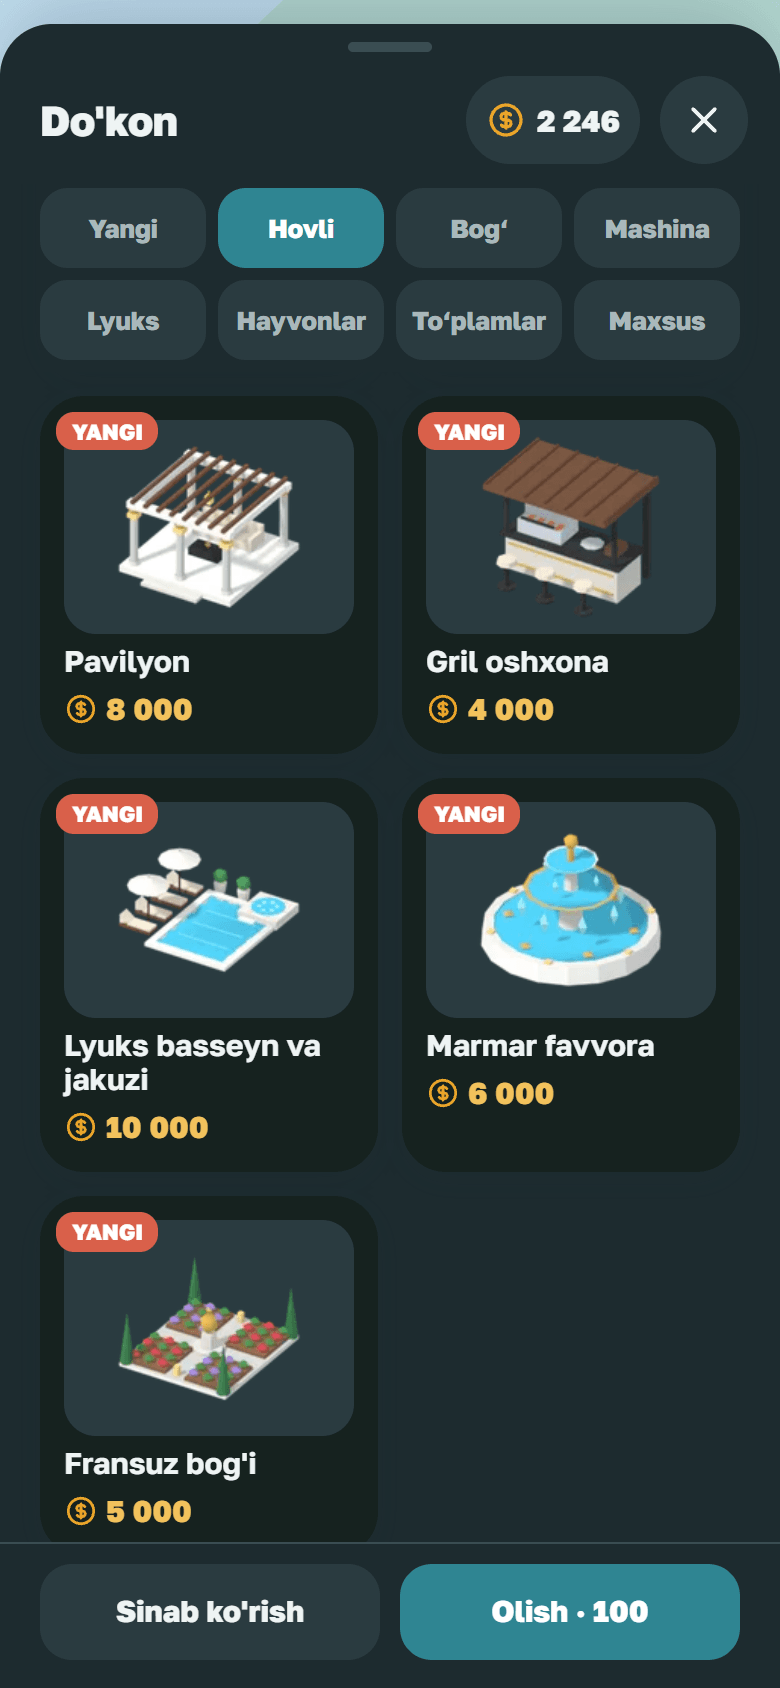 Do'kon
2 246
Yangi
Hovli
Bog‘
Mashina
Lyuks
Hayvonlar
To‘plamlar
Maxsus
YANGI
YANGI
Pavilyon
Gril oshxona
8 000
4 000
YANGI
YANGI
Lyuks basseyn va
jakuzi
10 000
Marmar favvora
6 000
YANGI
Fransuz bog'i
5 000
Sinab ko'rish
Olish · 100